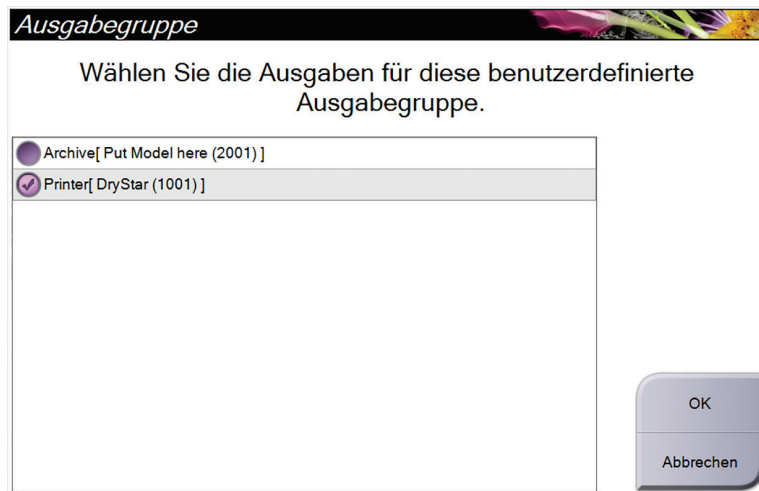 Ausgabegruppe
Wählen Sie die Ausgaben für diese benutzerdefinierte
Ausgabegruppe.
Archive[ Put Model here (2001) ]
Printer[ DryStar (1001) ]
OK
Abbrechen